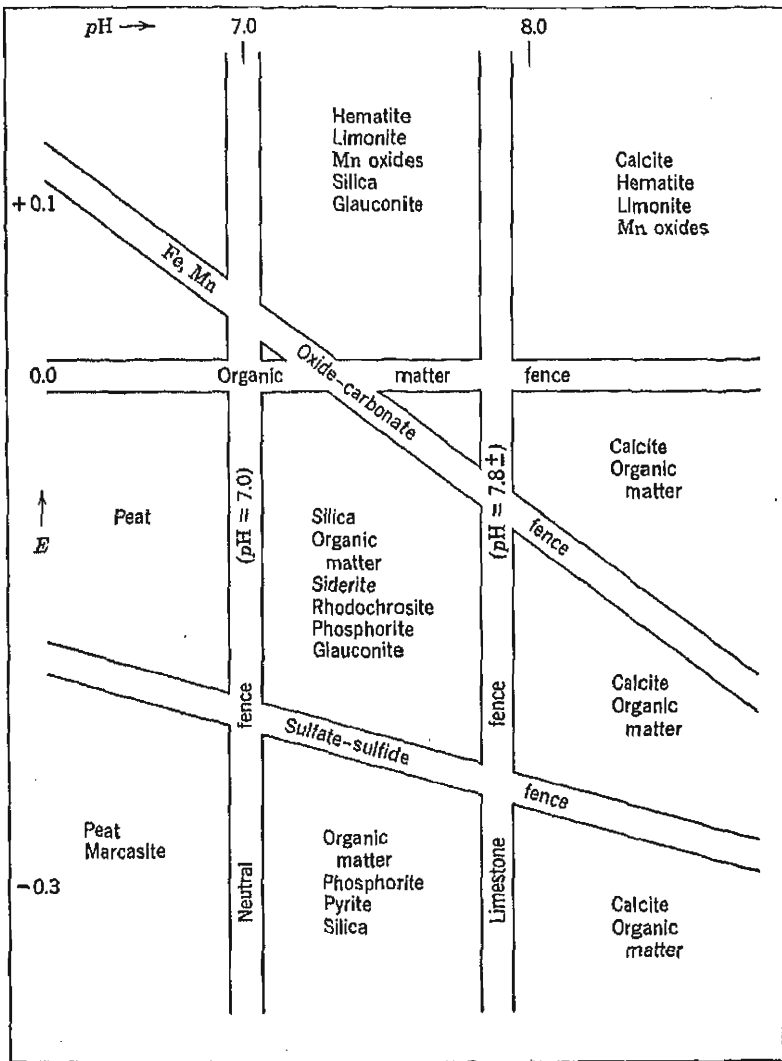 pH →
7.0
8.0
Hematite
Limonite
Mn oxides
Silica
Glauconite
Calcite
Hematite
Limonite
Mn oxides
+0.1
Fe, Mn
Oxide-carbonate
fence
0.0
Organic matter fence
E
↑
Peat
(pH = 7.0)
Silica
Organic
matter
Siderite
Rhodochrosite
Phosphorite
Glauconite
(pH = 7.8±)
Calcite
Organic
matter
Calcite
Organic
matter
fence
fence
Sulfate-sulfide
fence
Peat
Marcasite
−0.3
Neutral
Organic
matter
Phosphorite
Pyrite
Silica
Limestone
Calcite
Organic
matter